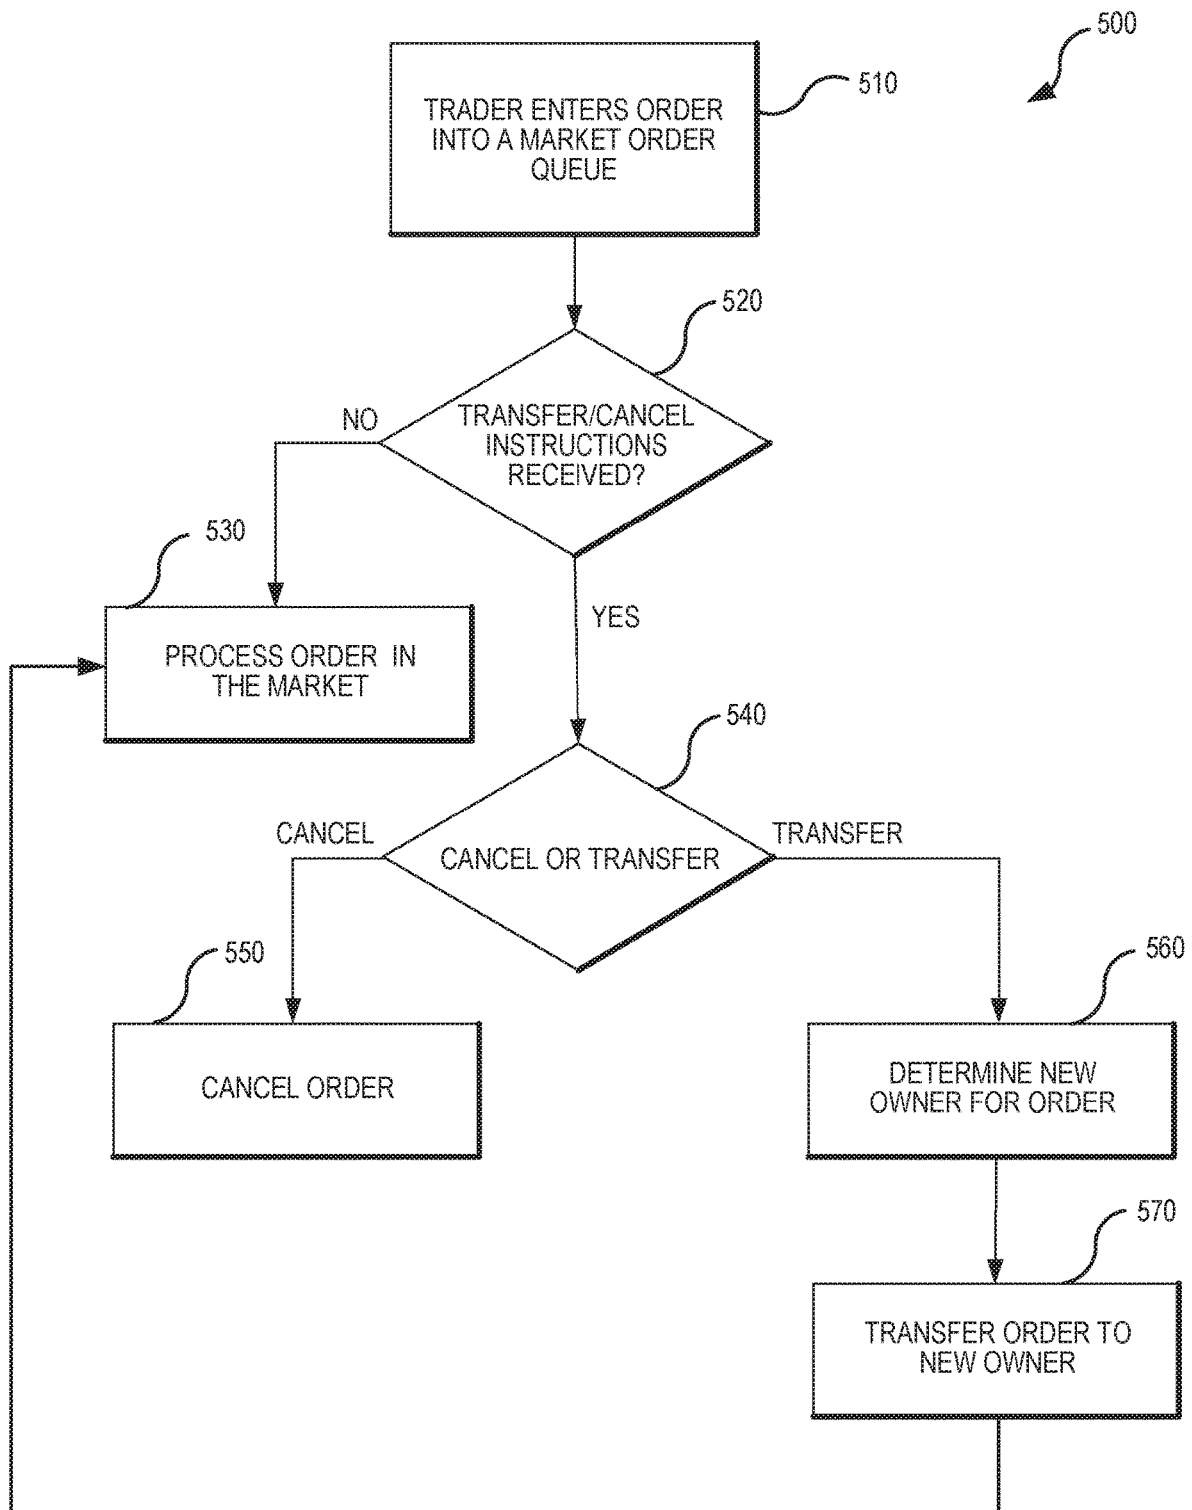 500
510
TRADER ENTERS ORDER
INTO A MARKET ORDER
QUEUE
520
NO
TRANSFER/CANCEL
INSTRUCTIONS
RECEIVED?
530
YES
PROCESS ORDER IN
THE MARKET
540
CANCEL
TRANSFER
CANCEL OR TRANSFER
550
560
CANCEL ORDER
DETERMINE NEW
OWNER FOR ORDER
570
TRANSFER ORDER TO
NEW OWNER